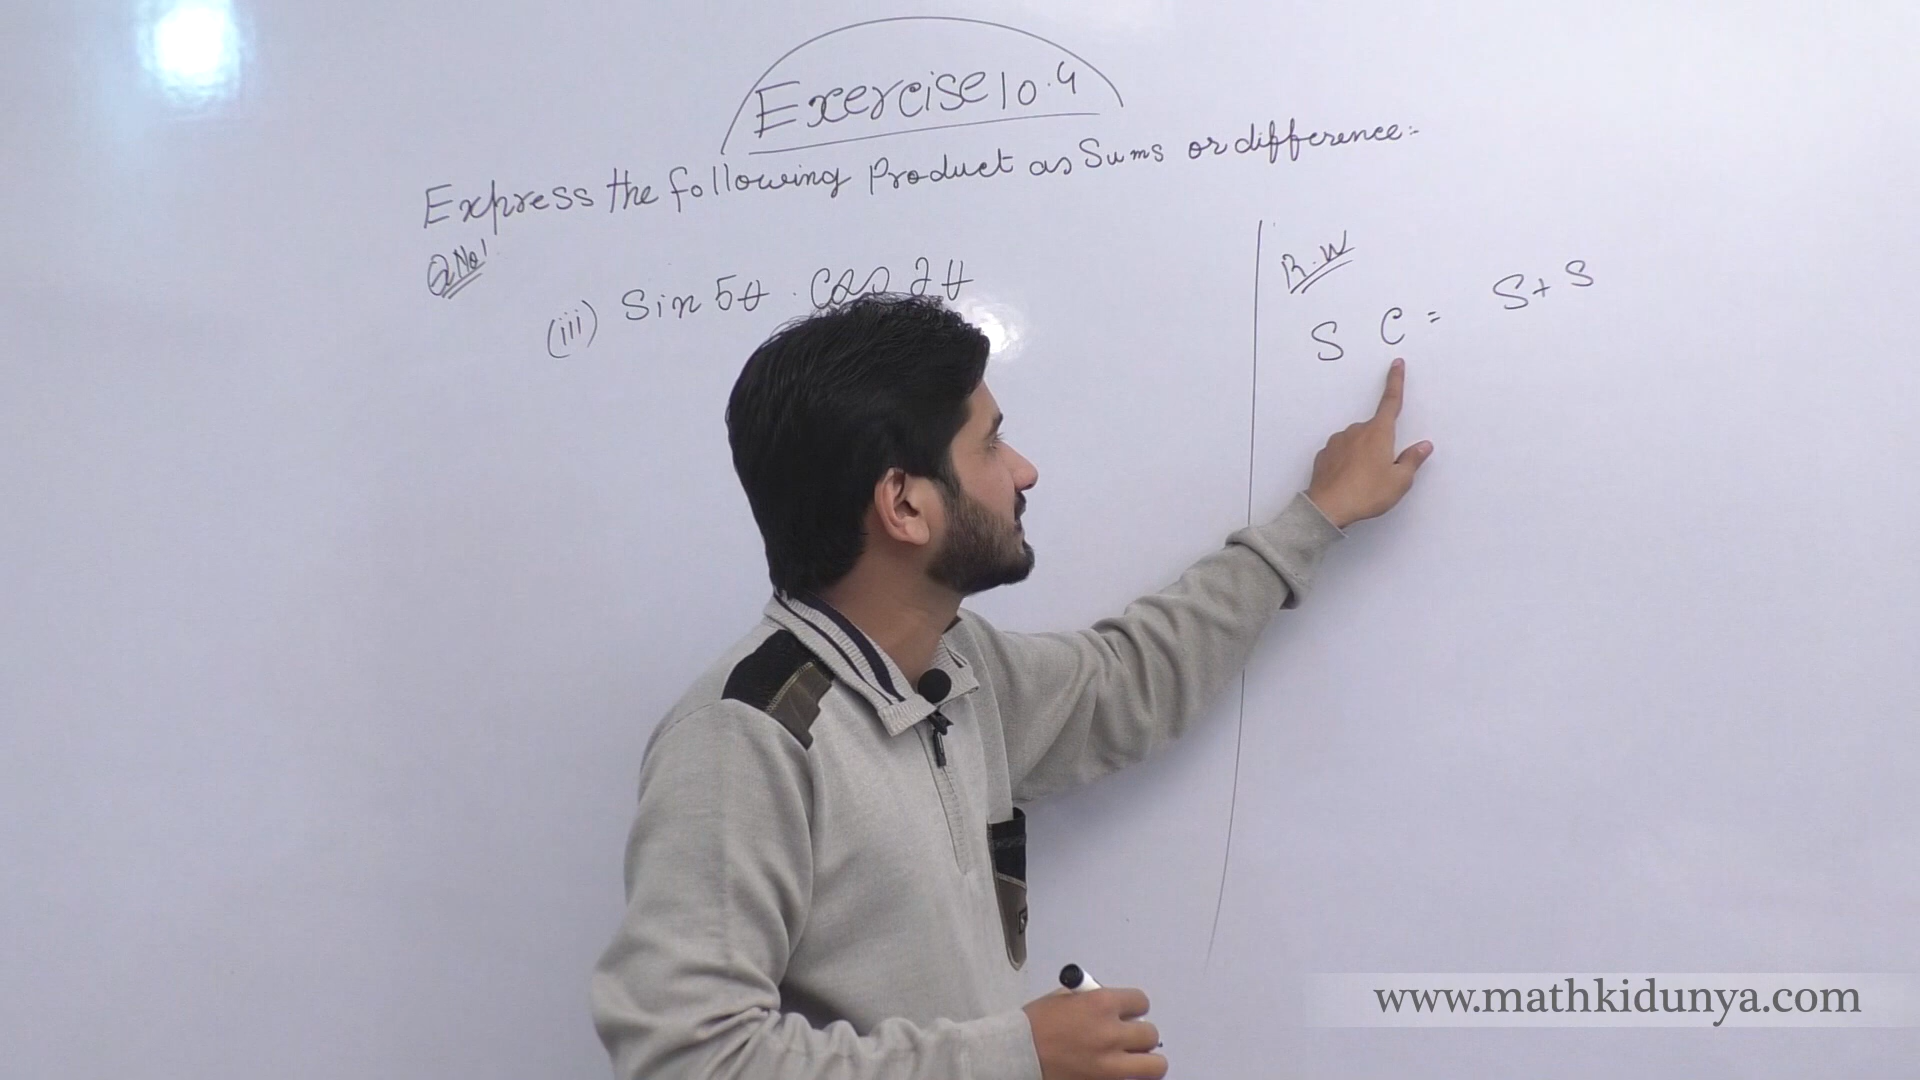 Exercise 10.4
Express the following Product as Sums or difference:-
Q No1
(iii) Sin 5θ . Cos 2θ
R.W
S C = S + S
www.mathkidunya.com